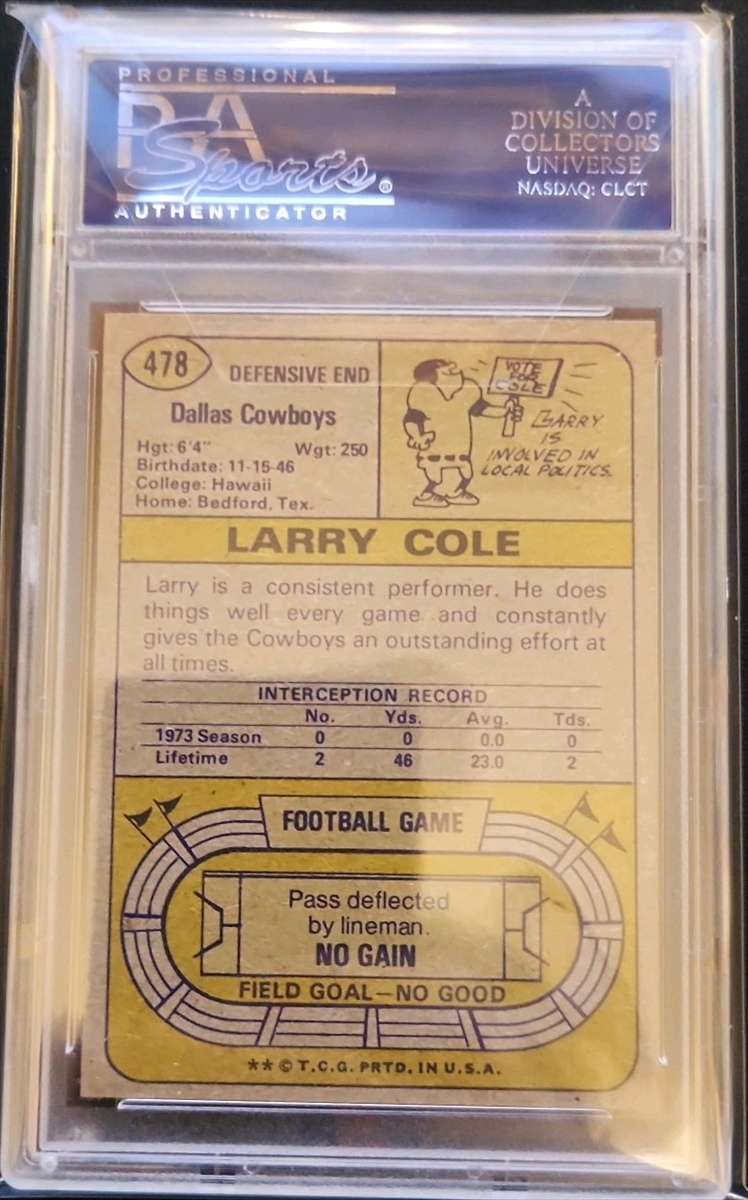 PROFESSIONAL
PSA
Sports®
AUTHENTICATOR
A
DIVISION OF
COLLECTORS
UNIVERSE
NASDAQ: CLCT
478
DEFENSIVE END
Dallas Cowboys
Hgt: 6'4" Wgt: 250
Birthdate: 11-15-46
College: Hawaii
Home: Bedford, Tex.
VOTE
FOR
COLE
LARRY
IS
INVOLVED IN
LOCAL POLITICS.
LARRY COLE
Larry is a consistent performer. He does
things well every game and constantly
gives the Cowboys an outstanding effort at
all times.
INTERCEPTION RECORD
No. Yds. Avg. Tds.
1973 Season 0 0 0.0 0
Lifetime 2 46 23.0 2
FOOTBALL GAME
Pass deflected
by lineman.
NO GAIN
FIELD GOAL—NO GOOD
** © T.C.G. PRTD. IN U.S.A.